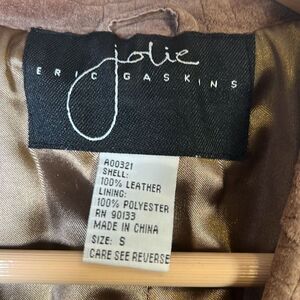 jolie
ERIC GASKINS
A00321
SHELL:
100% LEATHER
LINING:
100% POLYESTER
RN 90133
MADE IN CHINA
SIZE: S
CARE SEE REVERSE